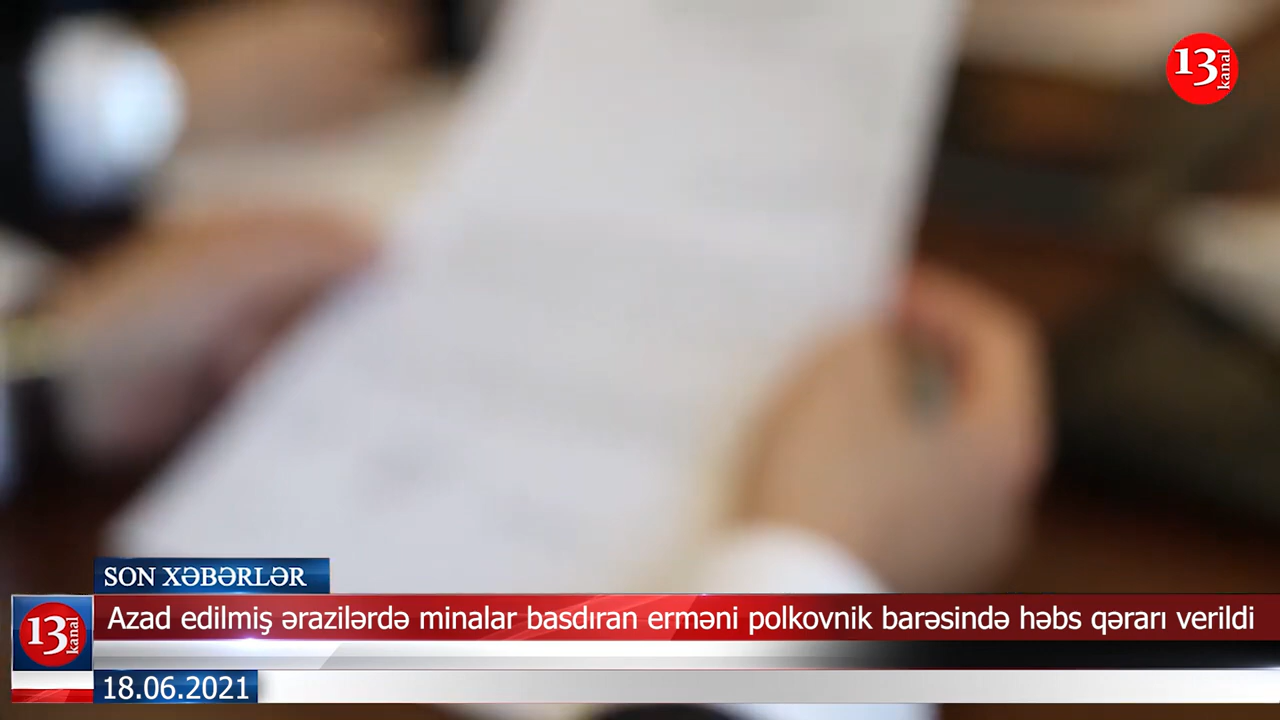 13 kanal
SON XƏBƏRLƏR
13 kanal
Azad edilmiş ərazilərdə minalar basdıran erməni polkovnik barəsində həbs qərarı verildi
18.06.2021